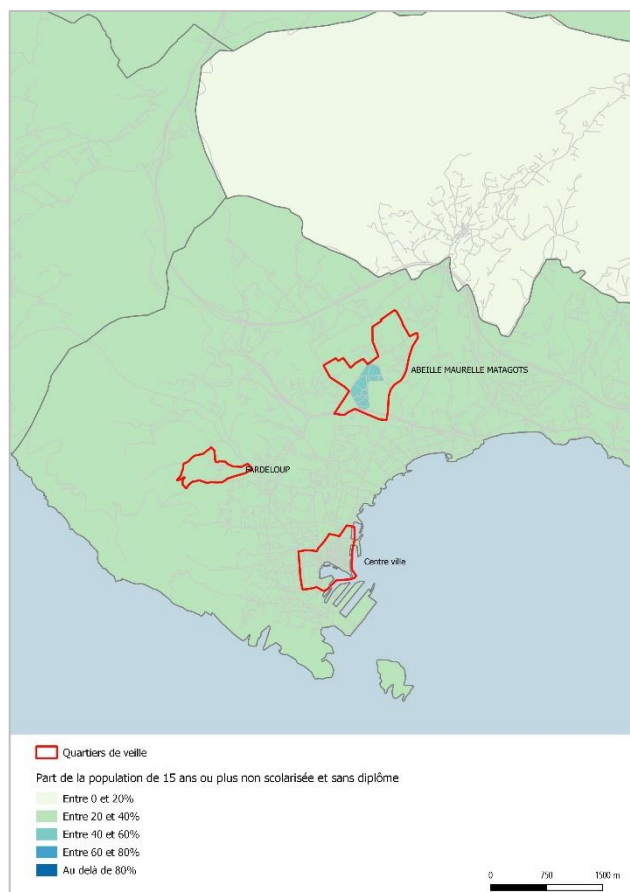 ABEILLE MAURELLE MATAGOTS
FARDELOUP
Centre ville
Quartiers de veille
Part de la population de 15 ans ou plus non scolarisée et sans diplôme
Entre 0 et 20%
Entre 20 et 40%
Entre 40 et 60%
Entre 60 et 80%
Au delà de 80%
0 750 1500 m